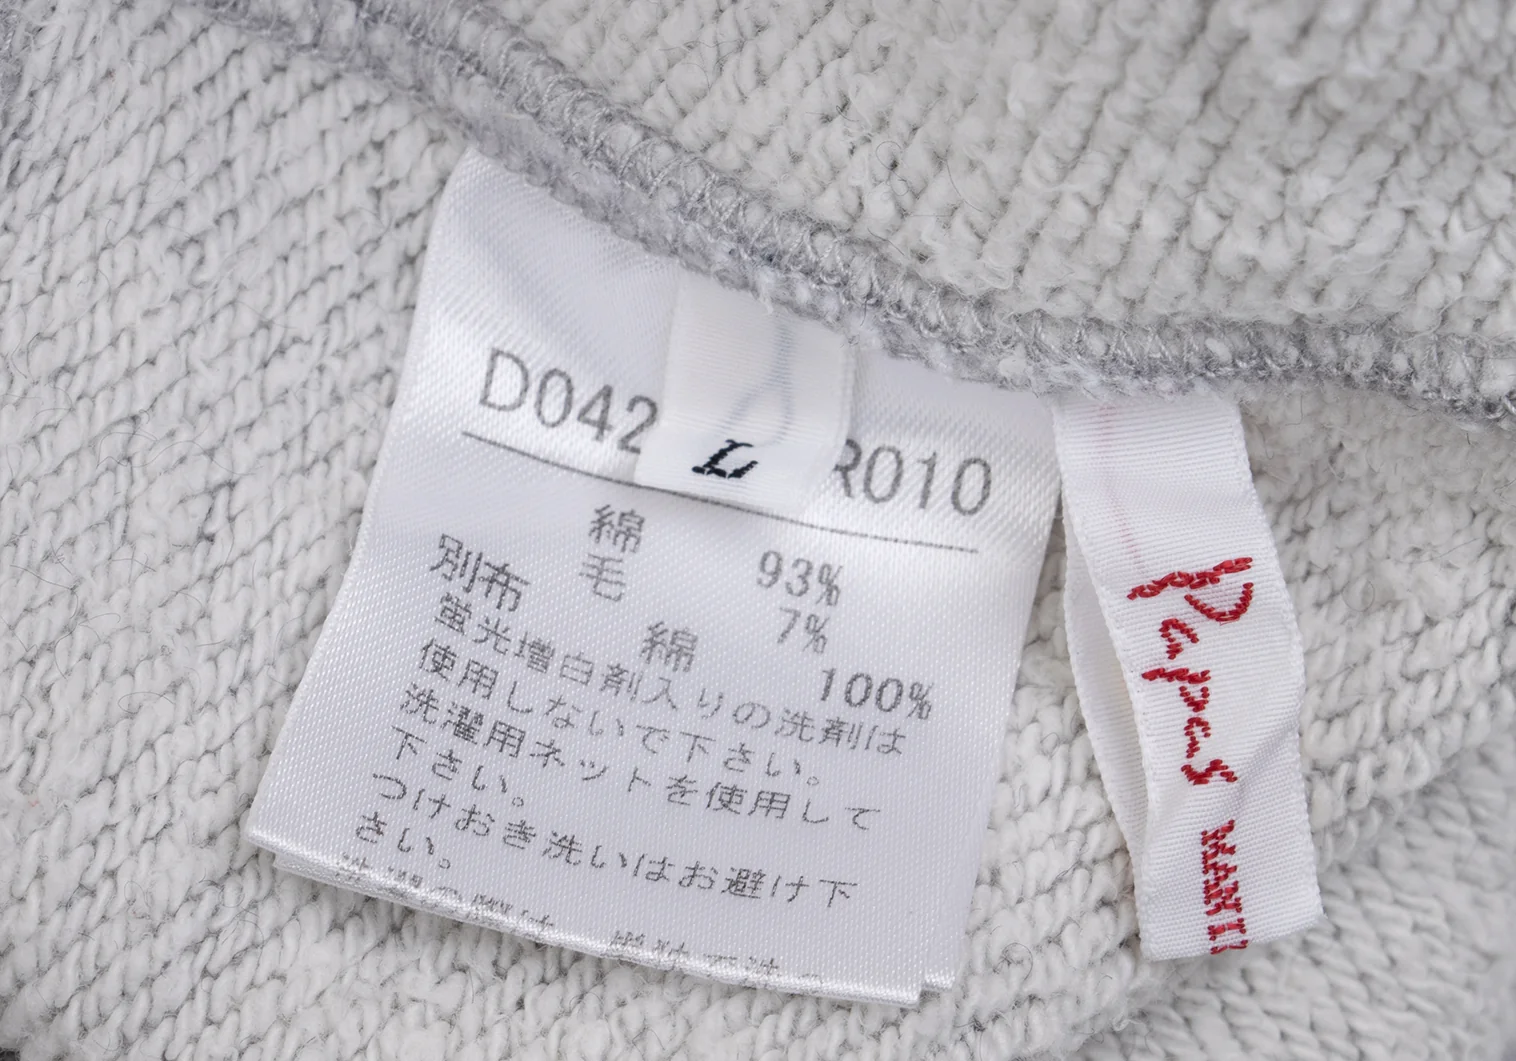 D042
R010
L
綿 93%
毛 7%
別布
綿 100%
蛍光増白剤入りの洗剤は
使用しないで下さい。
洗濯用ネットを使用して
下さい。
つけおき洗いはお避け下
さい。
Papas